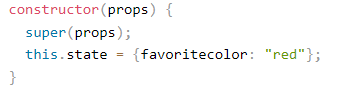 constructor(props) {
  super(props);
  this.state = {favoritecolor: "red"};
}